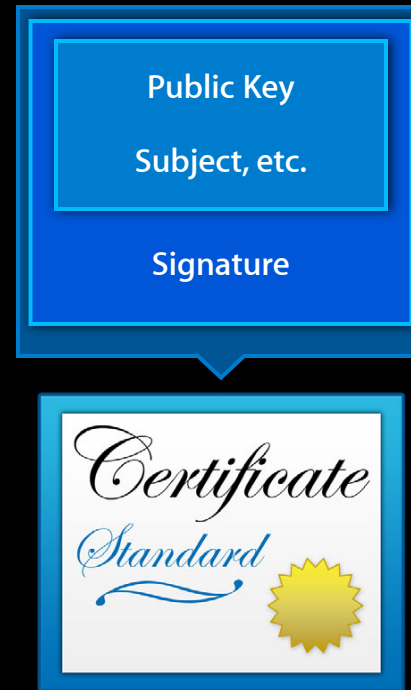 Public Key
Subject, etc.
Signature
Certificate
Standard